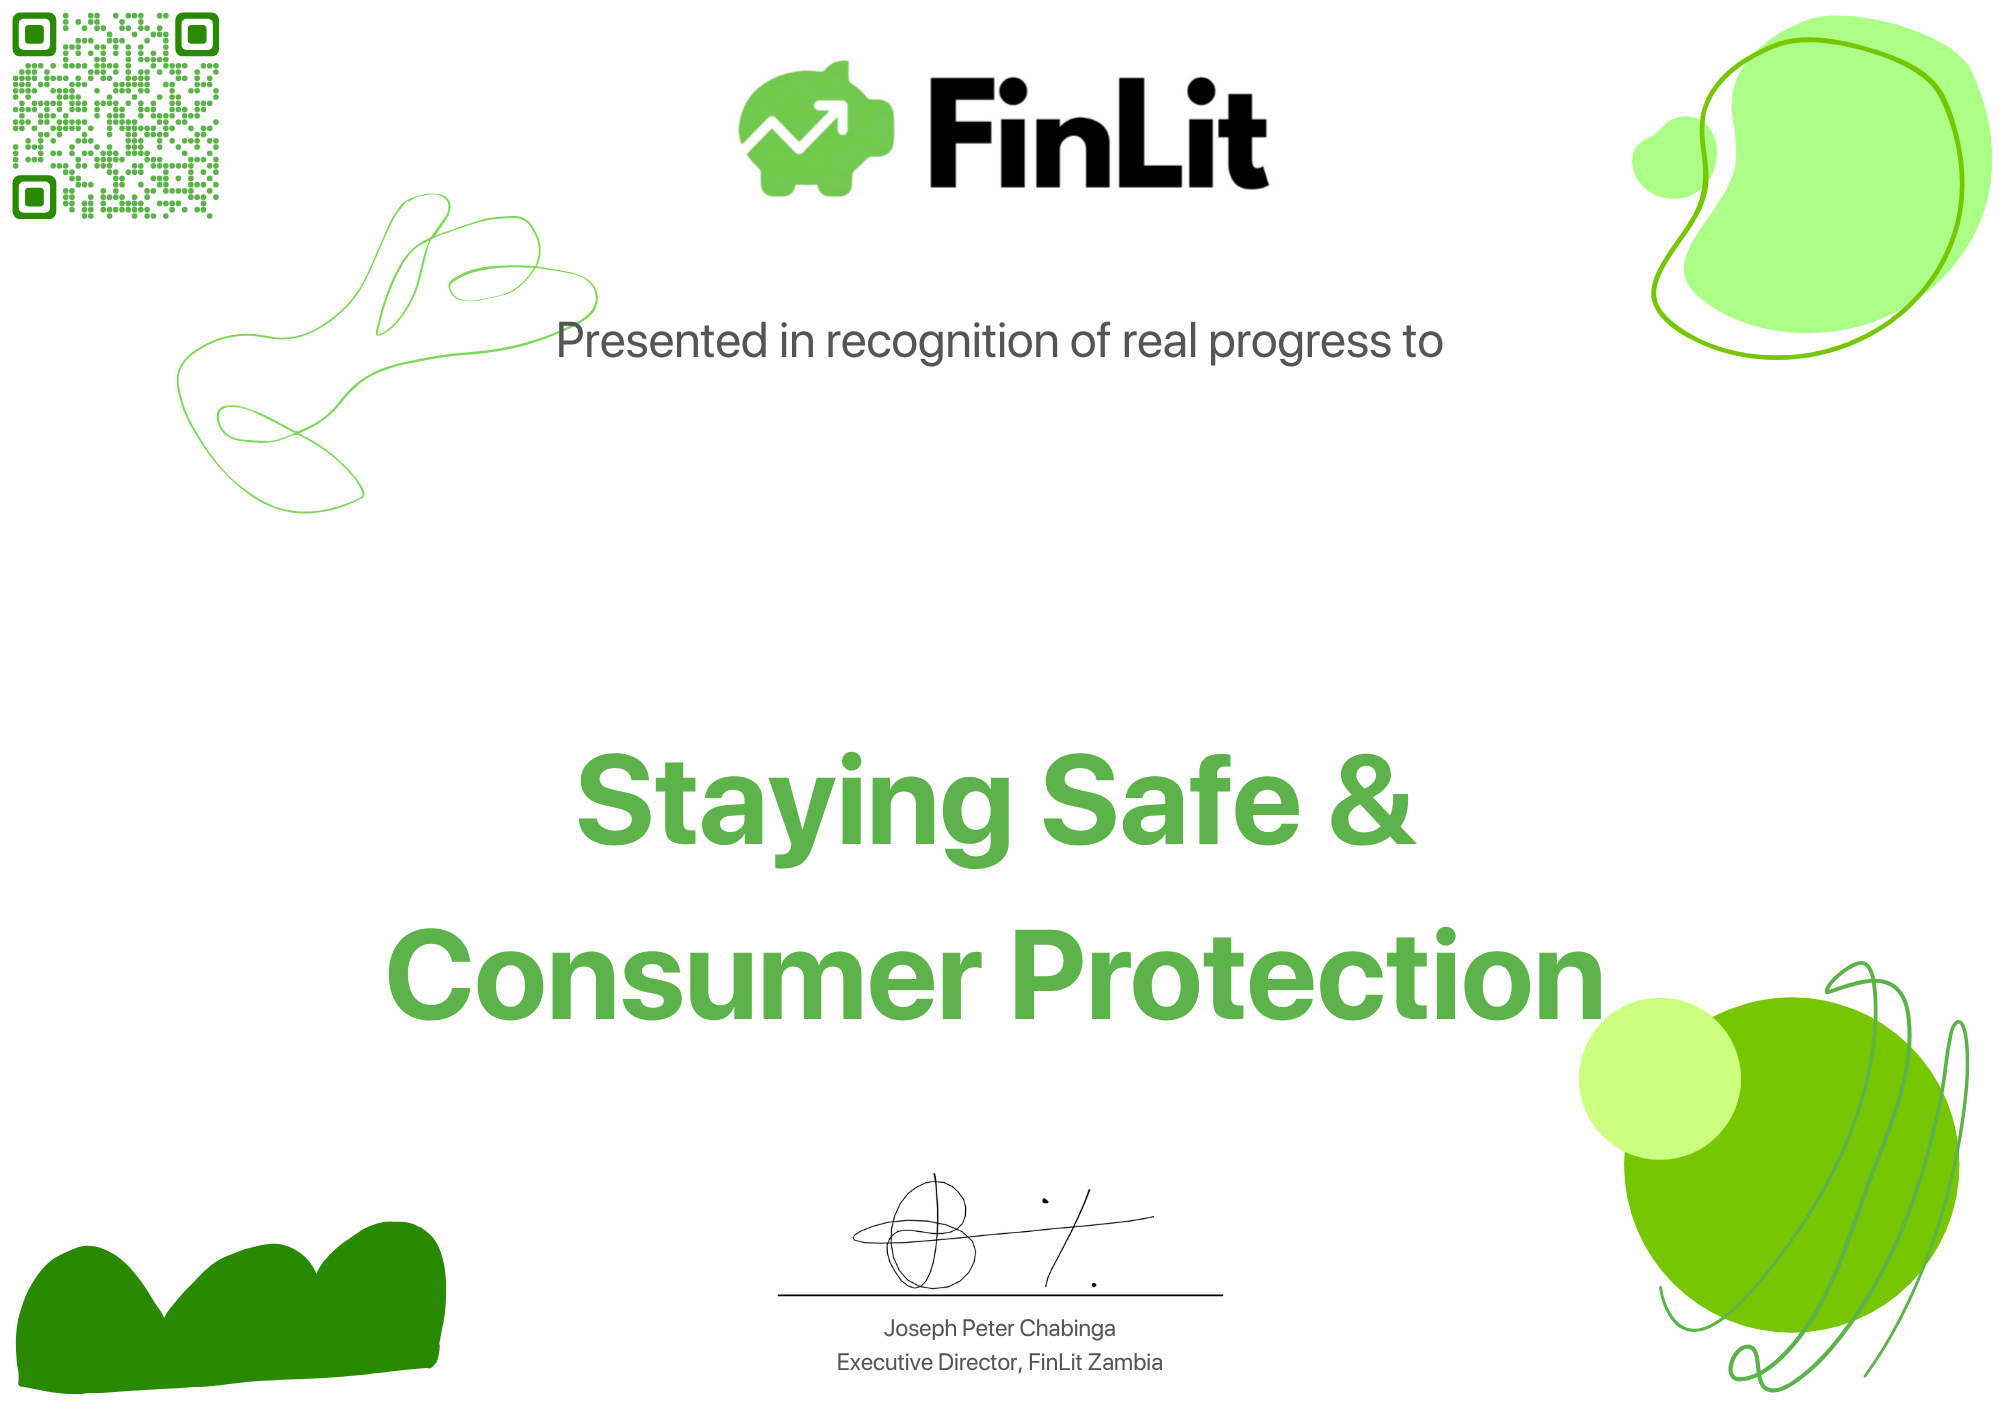 FinLit
Presented in recognition of real progress to
Staying Safe &
Consumer Protection
Joseph Peter Chabinga
Executive Director, FinLit Zambia